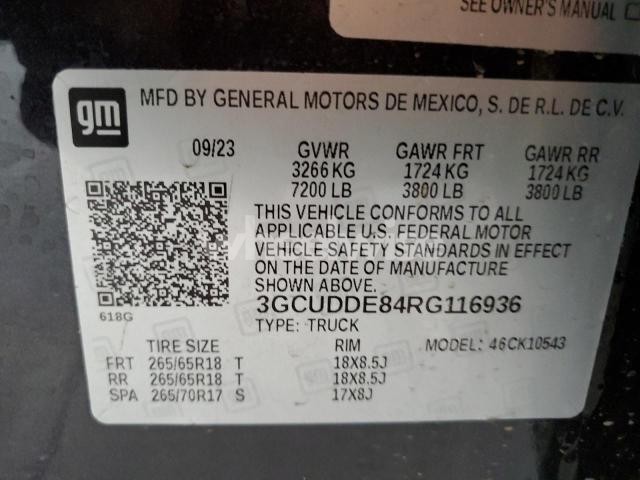 SEE OWNER'S MANUAL
gm
MFD BY GENERAL MOTORS DE MEXICO, S. DE R.L. DE C.V.
09/23 GVWR GAWR FRT GAWR RR
3266 KG 1724 KG 1724 KG
7200 LB 3800 LB 3800 LB
THIS VEHICLE CONFORMS TO ALL
APPLICABLE U.S. FEDERAL MOTOR
VEHICLE SAFETY STANDARDS IN EFFECT
ON THE DATE OF MANUFACTURE
SHOWN ABOVE.
618G
3GCUDDE84RG116936
TYPE: TRUCK
TIRE SIZE RIM MODEL: 46CK10543
FRT 265/65R18 T 18X8.5J
RR 265/65R18 T 18X8.5J
SPA 265/70R17 S 17X8J